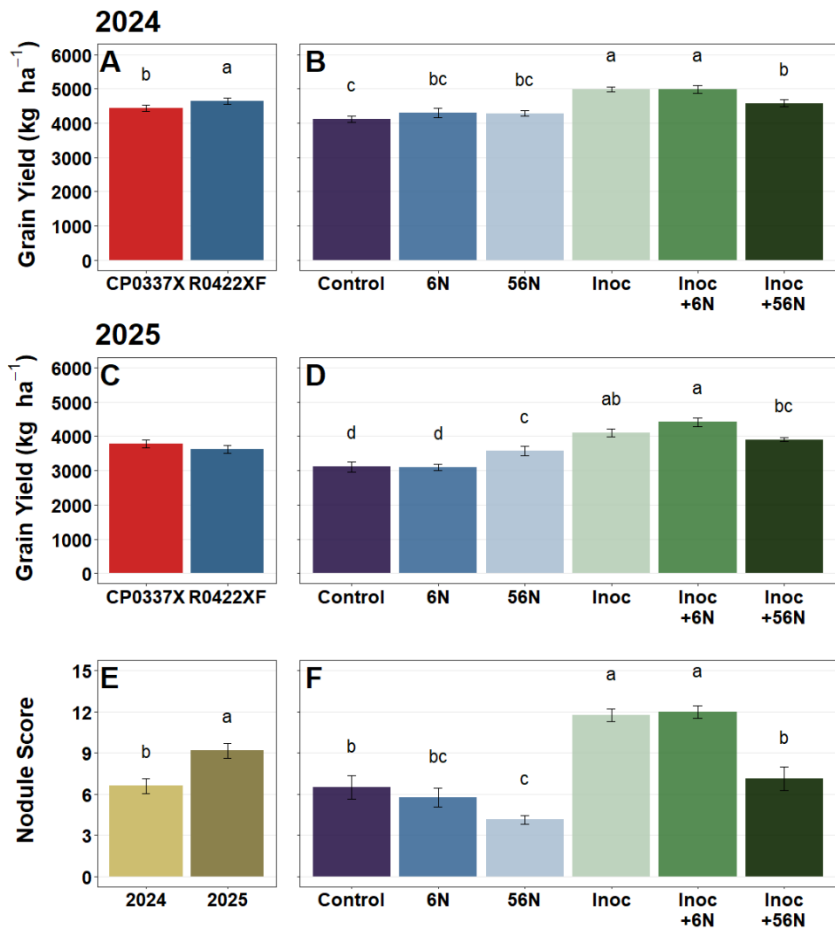 2024
A
B
Grain Yield (kg ha⁻¹)
6000
5000
4000
3000
2000
1000
0
b
a
c
bc
bc
a
a
b
CP0337X
R0422XF
Control
6N
56N
Inoc
Inoc
+6N
Inoc
+56N
2025
C
D
Grain Yield (kg ha⁻¹)
6000
5000
4000
3000
2000
1000
0
d
d
c
ab
a
bc
CP0337X
R0422XF
Control
6N
56N
Inoc
Inoc
+6N
Inoc
+56N
E
F
Nodule Score
15
12
9
6
3
0
b
a
b
bc
c
a
a
b
2024
2025
Control
6N
56N
Inoc
Inoc
+6N
Inoc
+56N